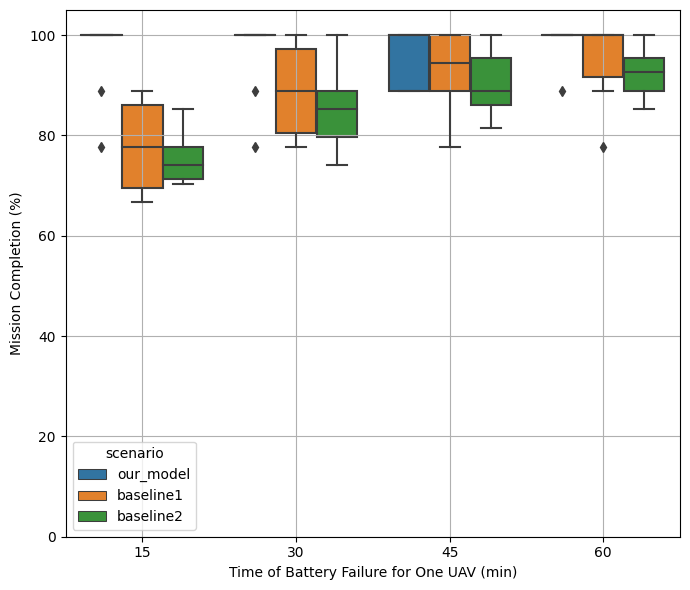 100
80
60
40
20
0
Mission Completion (%)
scenario
our_model
baseline1
baseline2
15 30 45 60
Time of Battery Failure for One UAV (min)